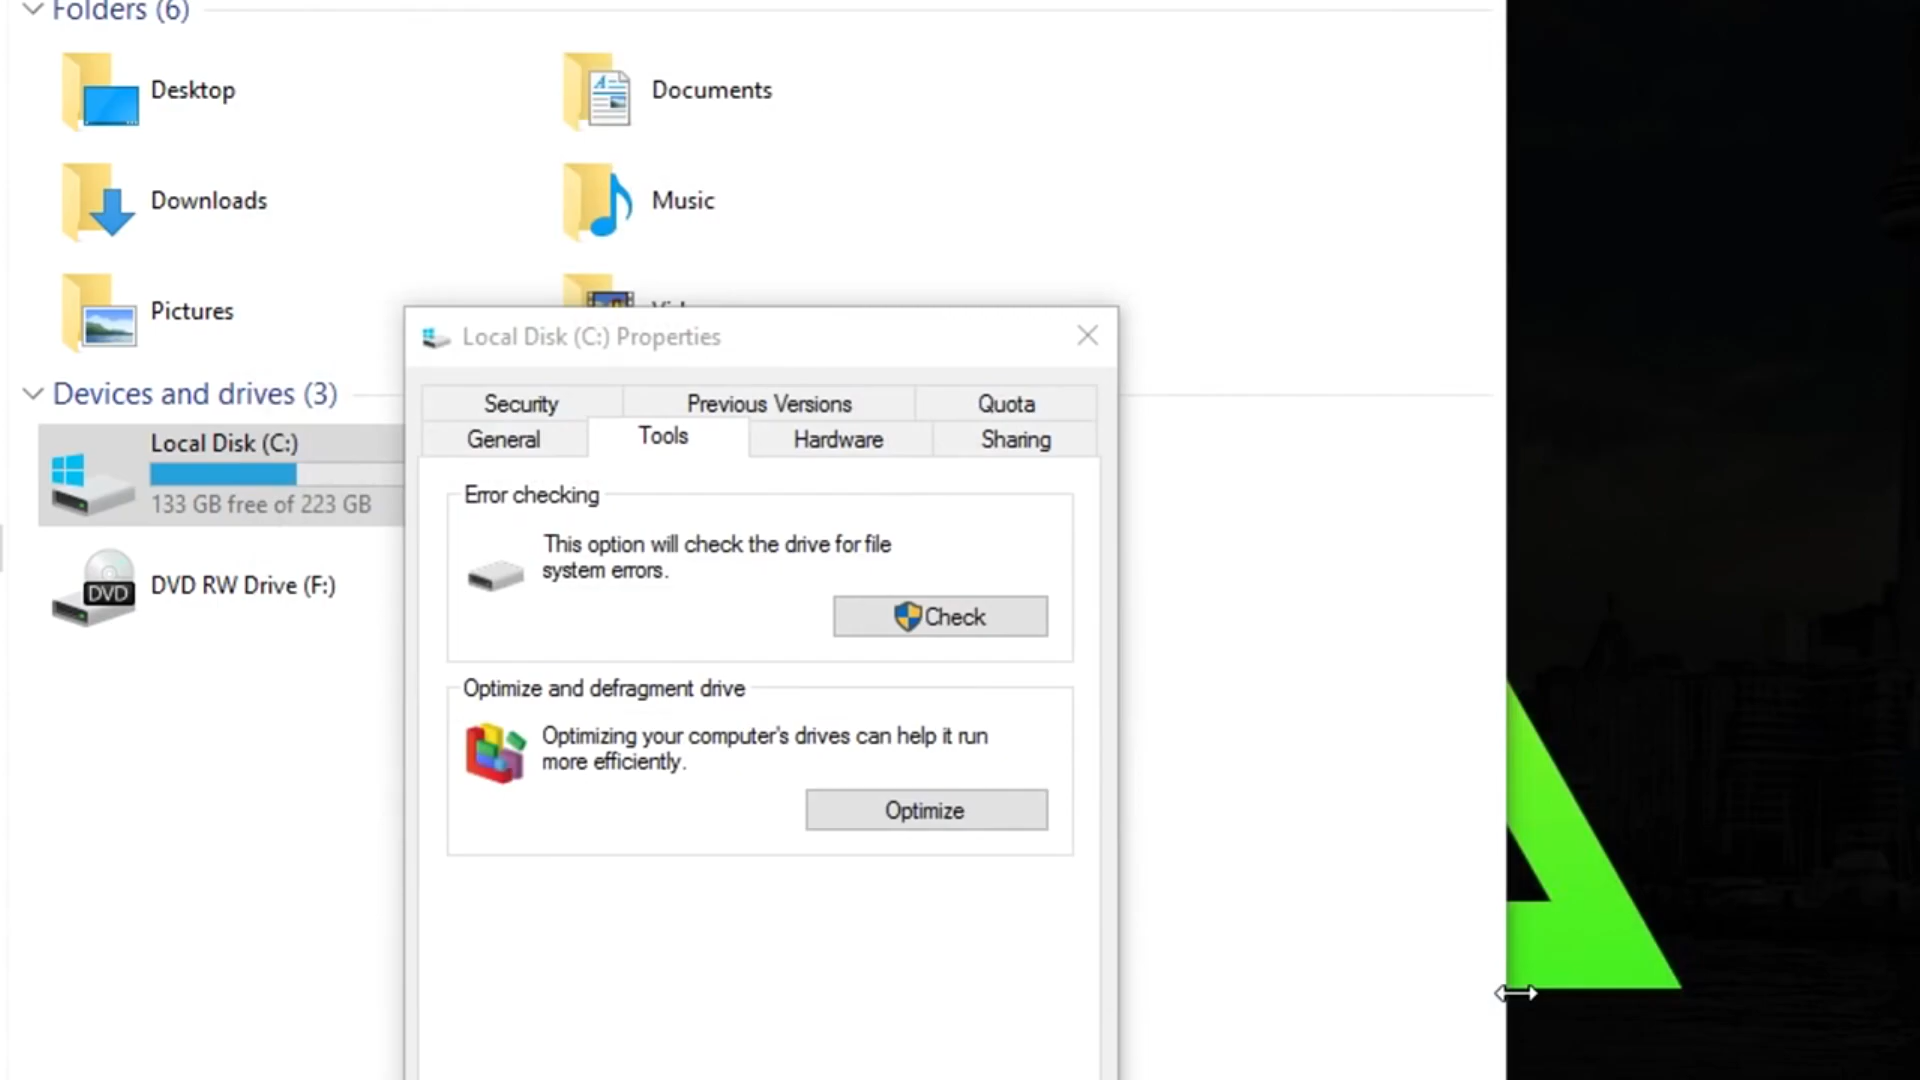 Folders (6)
Desktop
Documents
Downloads
Music
Pictures
Local Disk (C:) Properties
Devices and drives (3)
Security
Previous Versions
Quota
General
Tools
Hardware
Sharing
Local Disk (C:)
133 GB free of 223 GB
DVD
DVD RW Drive (F:)
Error checking
This option will check the drive for file
system errors.
Check
Optimize and defragment drive
Optimizing your computer's drives can help it run
more efficiently.
Optimize